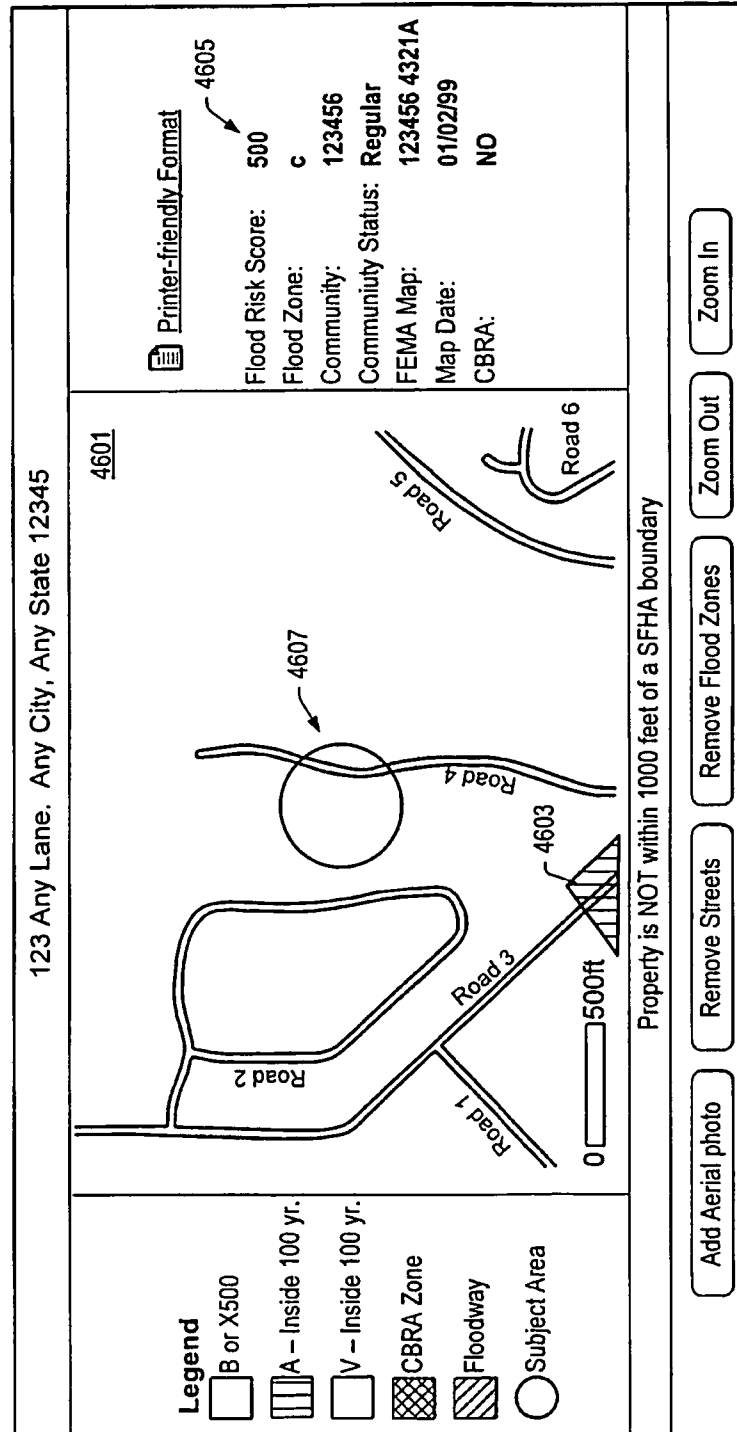 123 Any Lane.  Any City, Any State 12345
Legend
B or X500
A – Inside 100 yr.
V – Inside 100 yr.
CBRA Zone
Floodway
Subject Area
4601
Road 2
Road 1
Road 3
Road 4
Road 5
Road 6
4607
4603
0
500ft
Printer-friendly Format
4605
Flood Risk Score: 500
Flood Zone: c
Community: 123456
Communiuty Status: Regular
FEMA Map: 123456 4321A
Map Date: 01/02/99
CBRA: NO
Property is NOT within 1000 feet of a SFHA boundary
Add Aerial photo
Remove Streets
Remove Flood Zones
Zoom Out
Zoom In